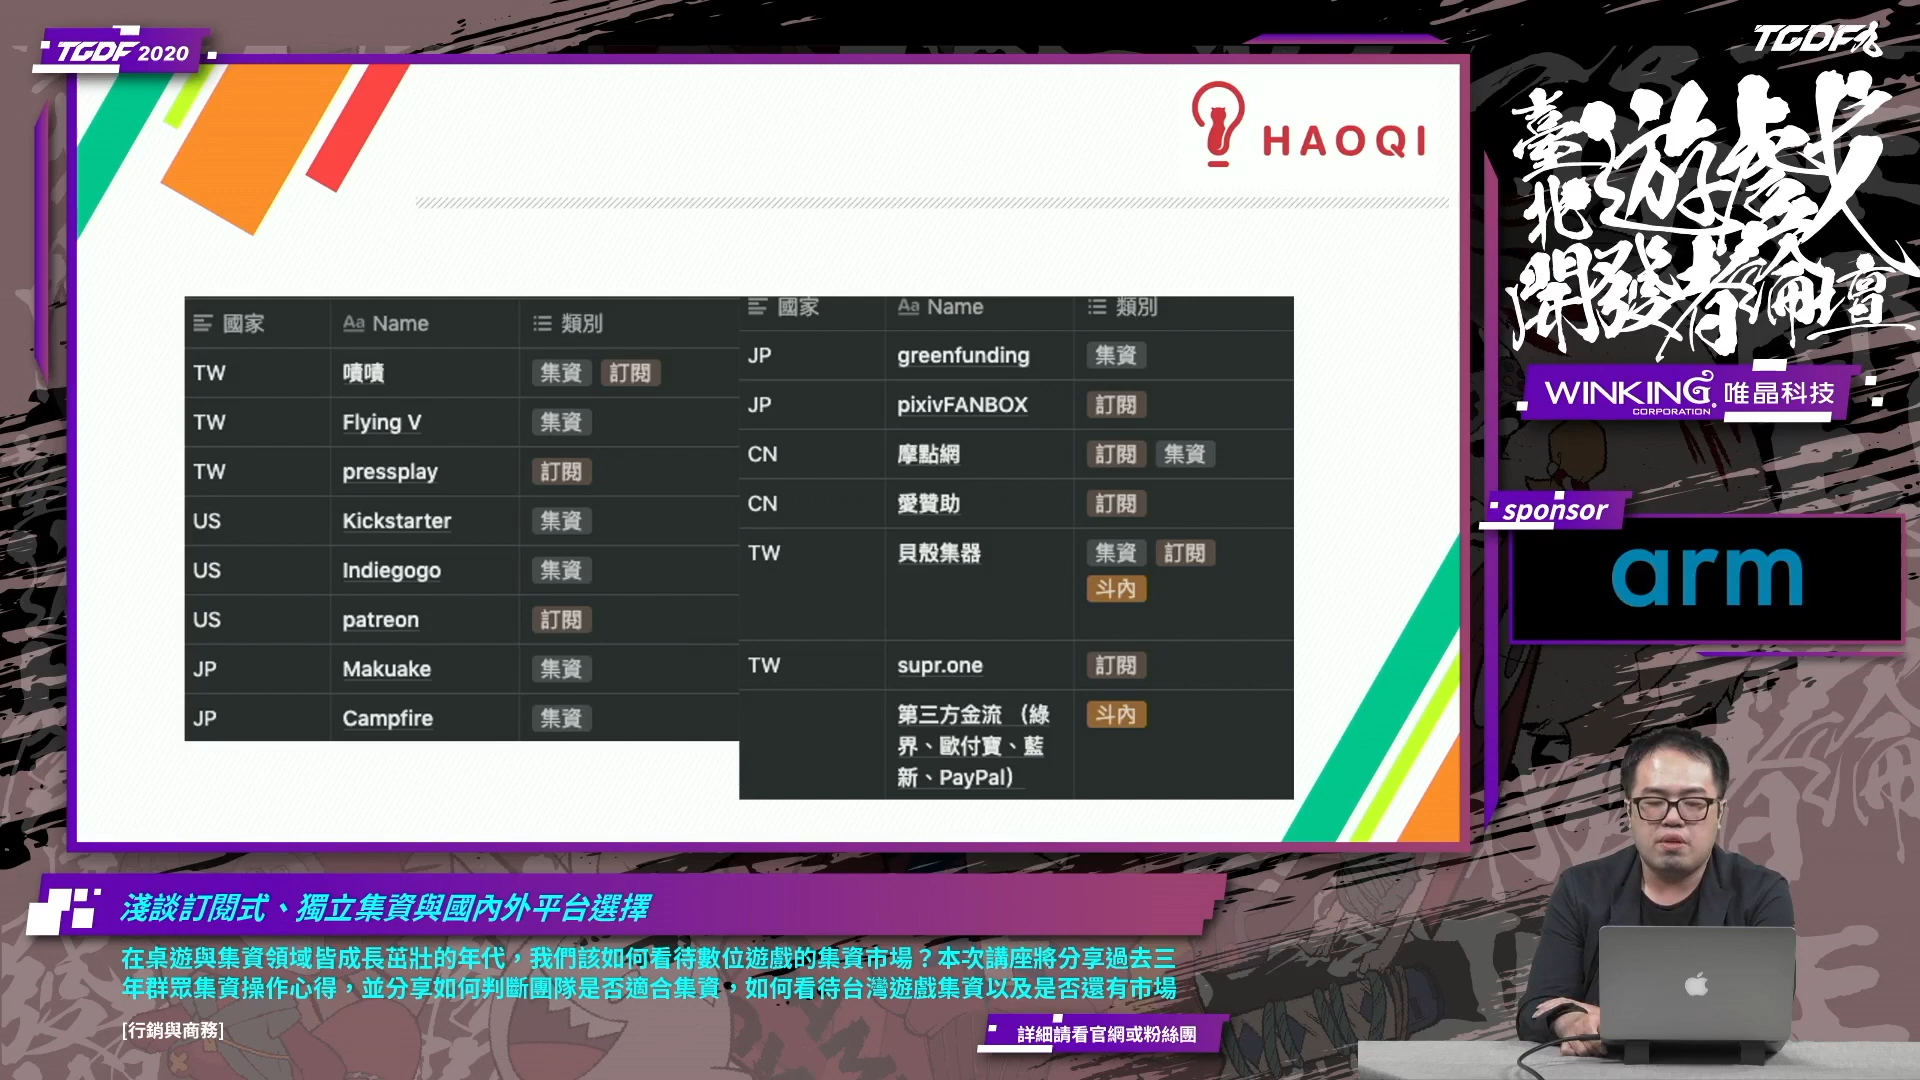 TGDF 2020
HAOQI
國家 Aa Name 類別
TW 嘖嘖 集資 訂閱
TW Flying V 集資
TW pressplay 訂閱
US Kickstarter 集資
US Indiegogo 集資
US patreon 訂閱
JP Makuake 集資
JP Campfire 集資
國家 Aa Name 類別
JP greenfunding 集資
JP pixivFANBOX 訂閱
CN 摩點網 訂閱 集資
CN 愛贊助 訂閱
TW 貝殼集器 集資 訂閱
斗內
TW supr.one 訂閱
第三方金流 （綠 斗內
界、歐付寶、藍
新、PayPal）
TGDF九
臺北遊戲
開發者論壇
WINKING 唯晶科技
CORPORATION
sponsor
arm
淺談訂閱式、獨立集資與國內外平台選擇
在桌遊與集資領域皆成長茁壯的年代，我們該如何看待數位遊戲的集資市場？本次講座將分享過去三
年群眾集資操作心得，並分享如何判斷團隊是否適合集資，如何看待台灣遊戲集資以及是否還有市場
[行銷與商務]
詳細請看官網或粉絲團